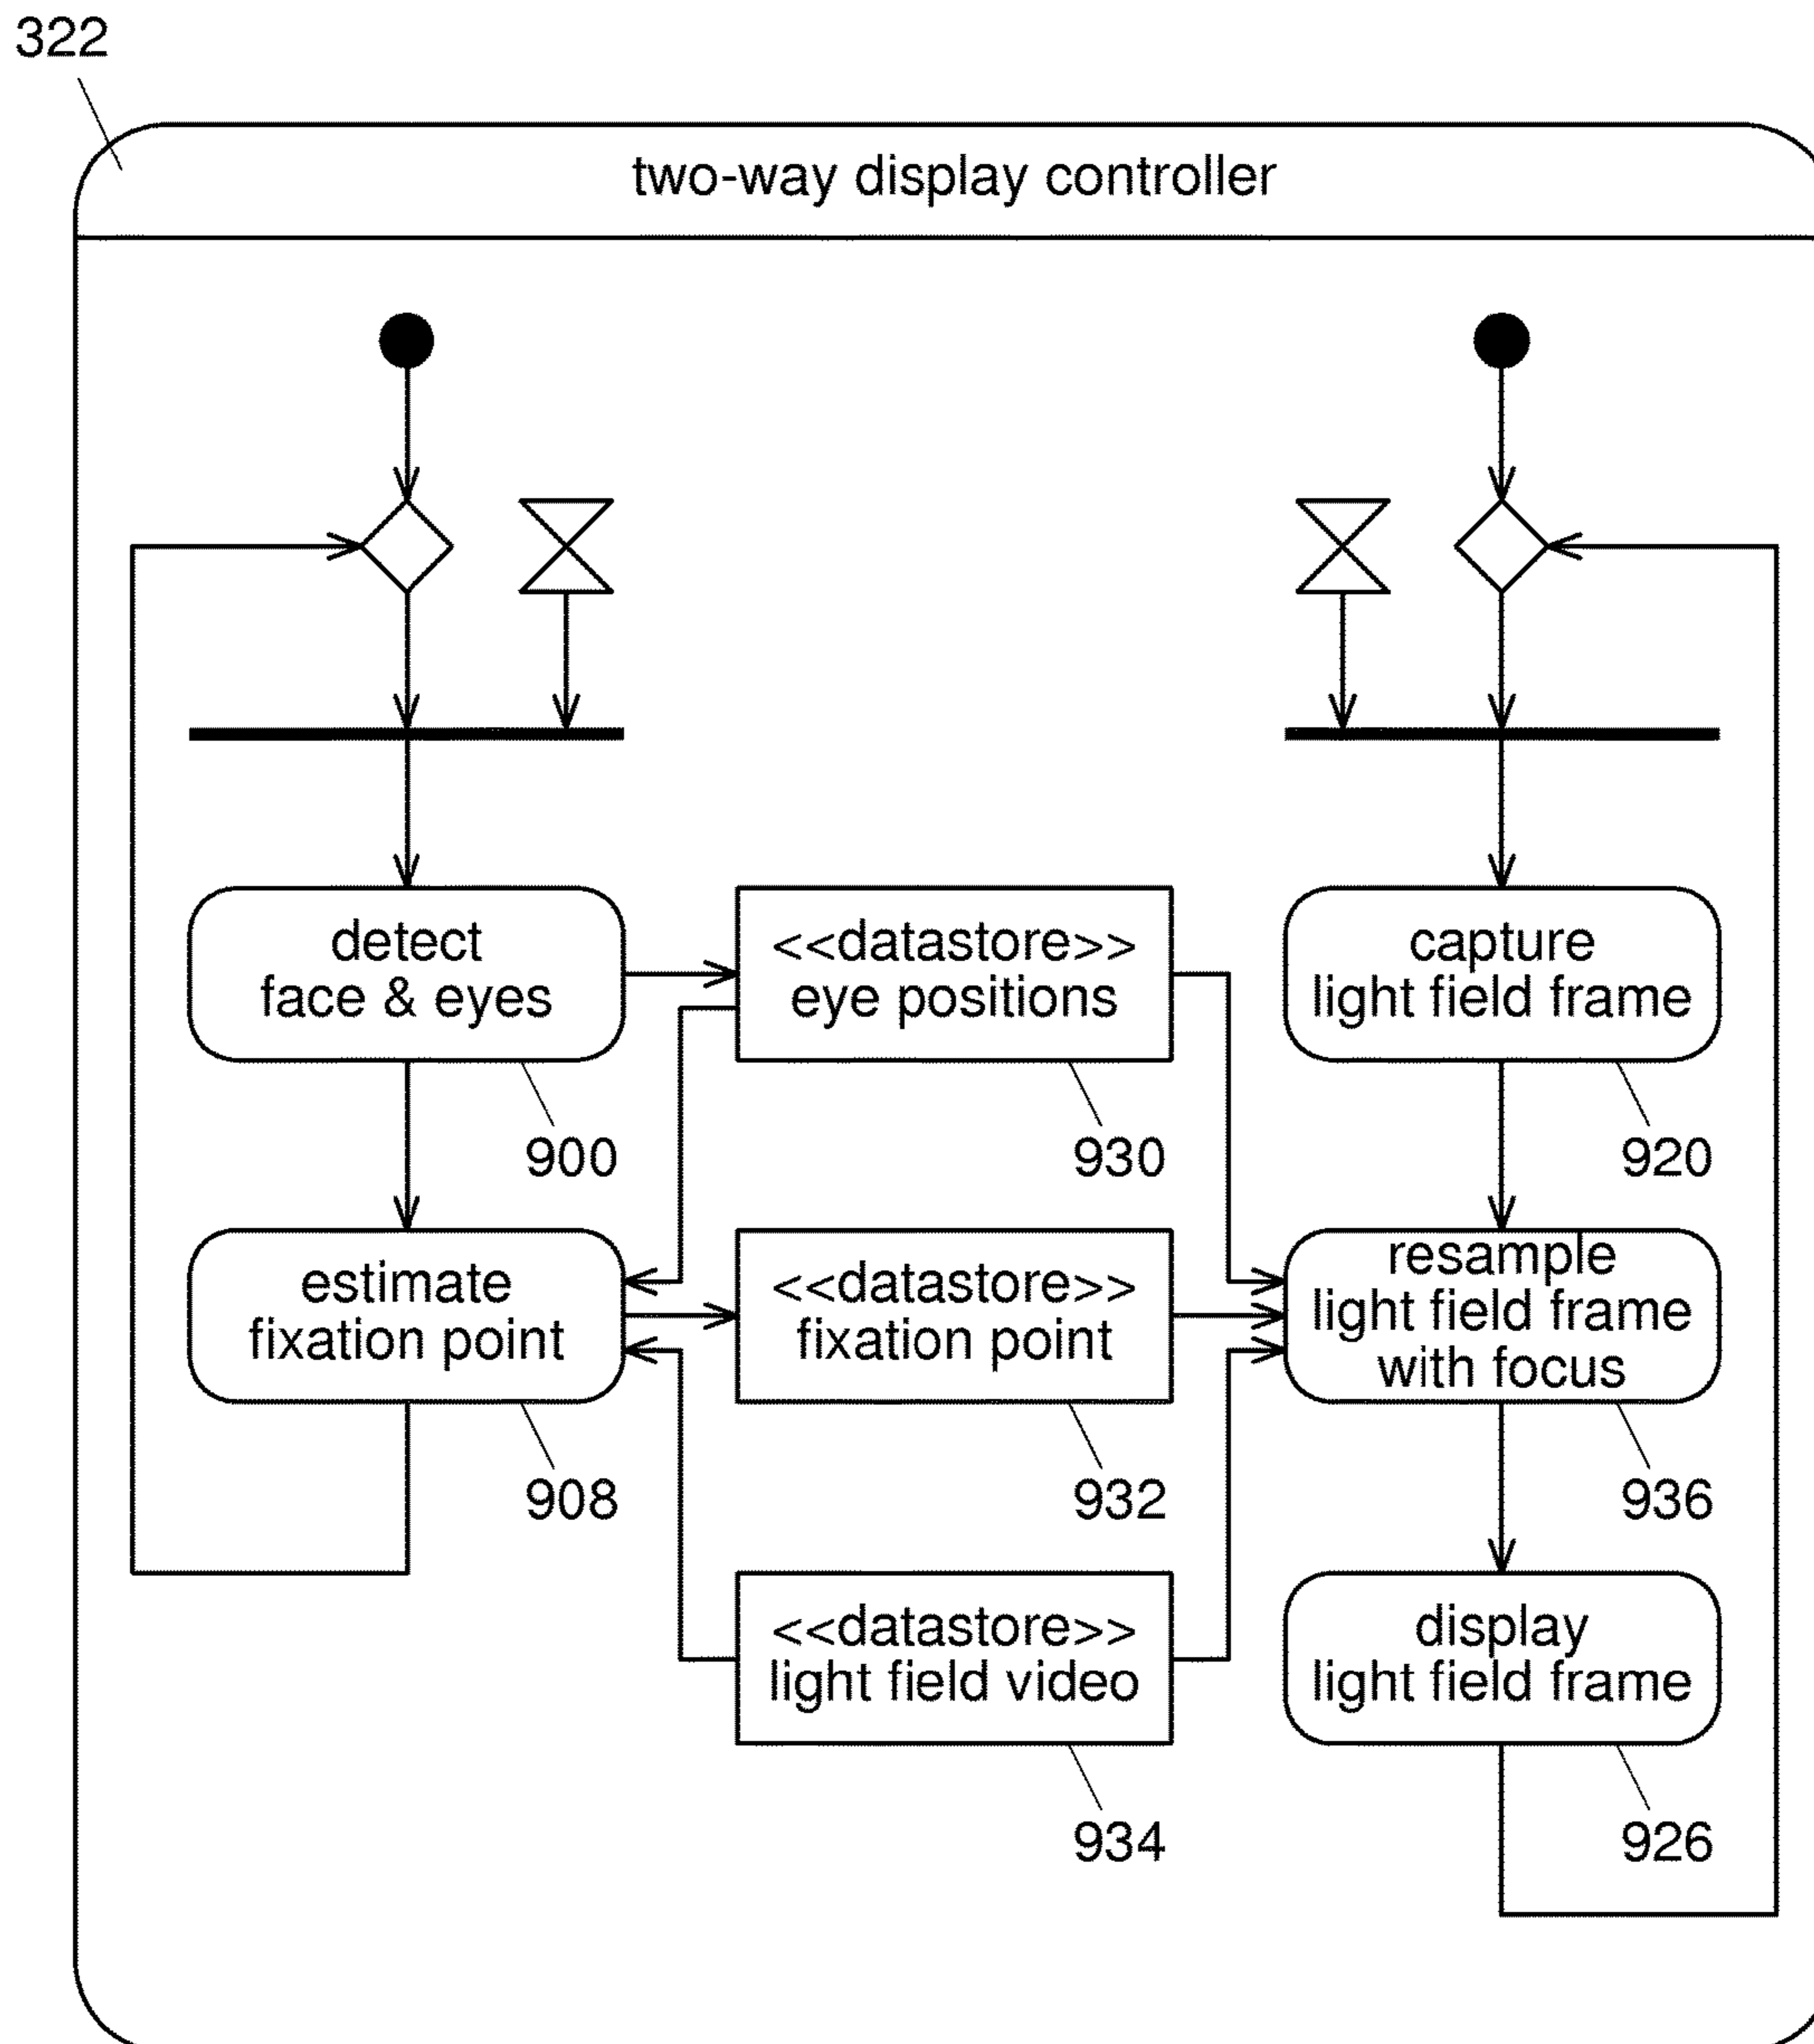 322
two-way display controller
detect
face & eyes
<<datastore>>
eye positions
capture
light field frame
900
930
920
estimate
fixation point
<<datastore>>
fixation point
resample
light field frame
with focus
908
932
936
<<datastore>>
light field video
display
light field frame
934
926